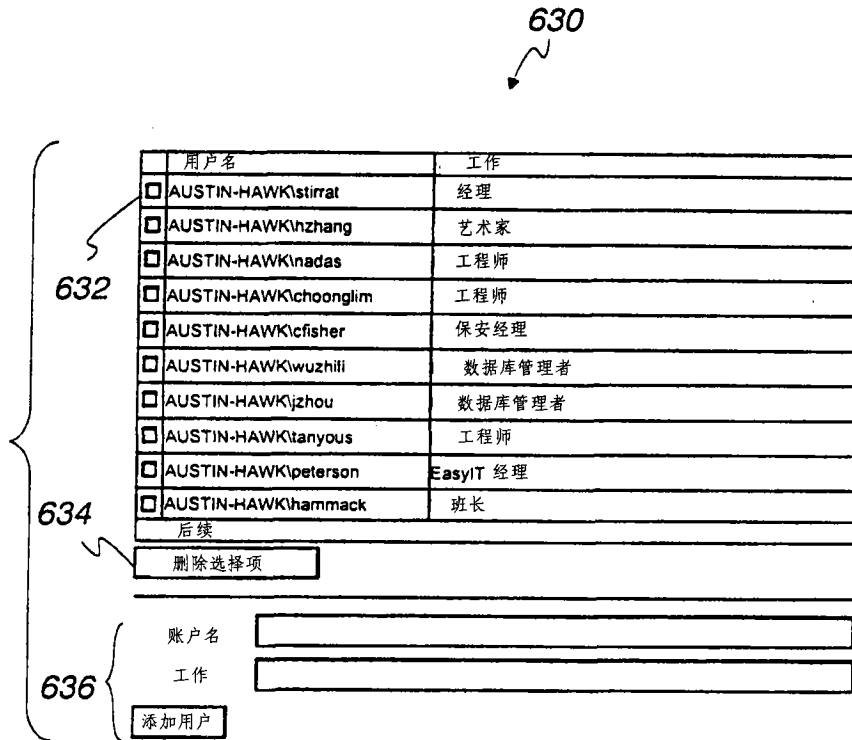 630
用户名 工作
AUSTIN-HAWK\stirrat 经理
AUSTIN-HAWK\hzhang 艺术家
AUSTIN-HAWK\nadas 工程师
632
AUSTIN-HAWK\choonglim 工程师
AUSTIN-HAWK\cfisher 保安经理
AUSTIN-HAWK\wuzhili 数据库管理者
AUSTIN-HAWK\jzhou 数据库管理者
AUSTIN-HAWK\tanyous 工程师
AUSTIN-HAWK\peterson EasyIT 经理
AUSTIN-HAWK\hammack 班长
634
后续
删除选择项
账户名
工作
636
添加用户